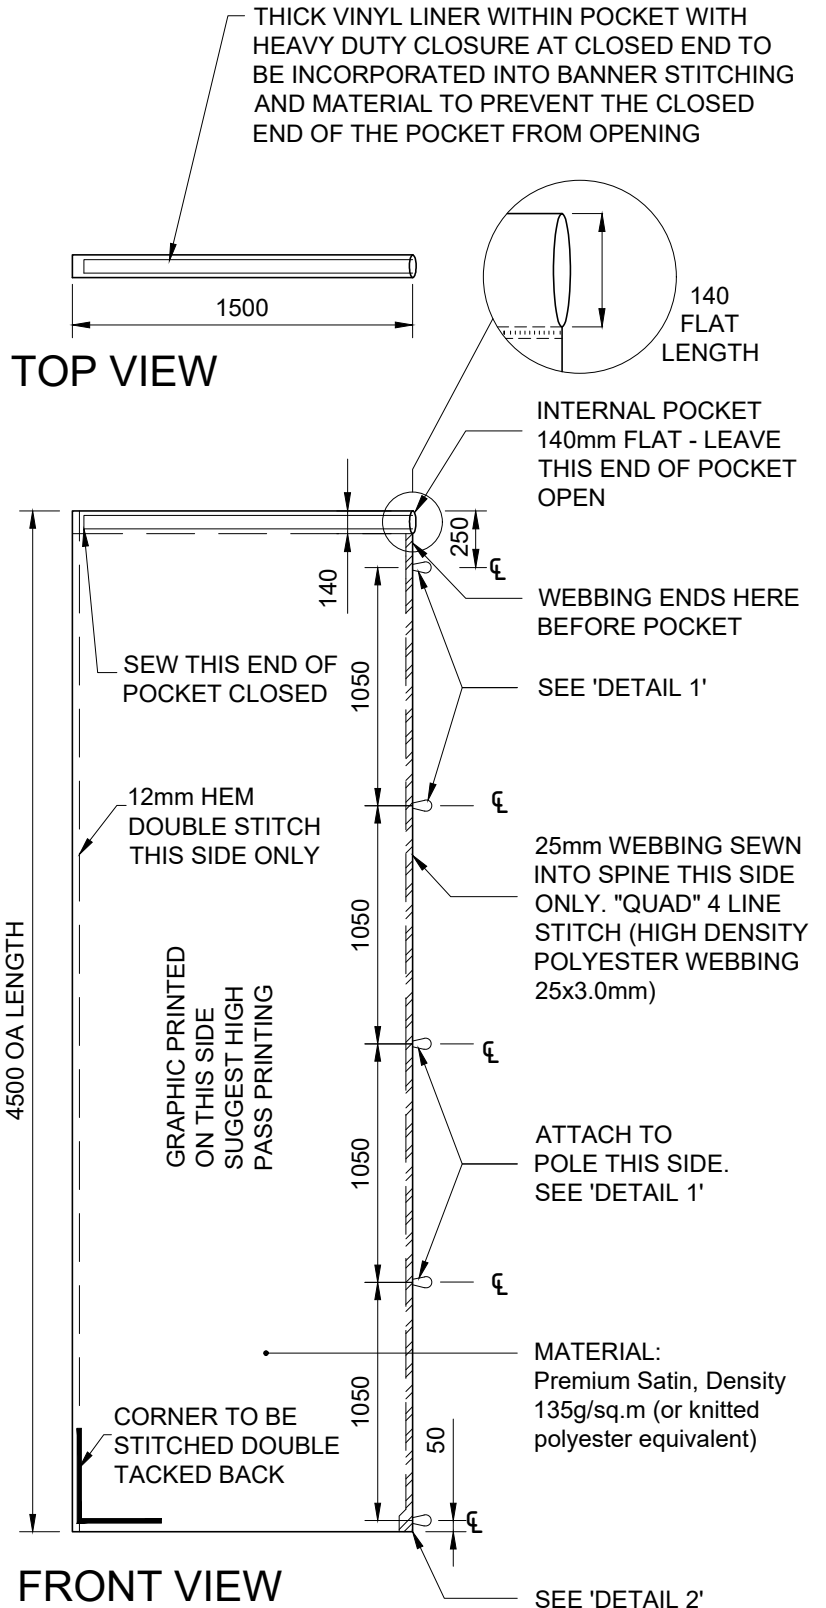 THICK VINYL LINER WITHIN POCKET WITH
HEAVY DUTY CLOSURE AT CLOSED END TO
BE INCORPORATED INTO BANNER STITCHING
AND MATERIAL TO PREVENT THE CLOSED
END OF THE POCKET FROM OPENING
1500
140
FLAT
LENGTH
TOP VIEW
INTERNAL POCKET
140mm FLAT - LEAVE
THIS END OF POCKET
OPEN
250
℄
140
WEBBING ENDS HERE
BEFORE POCKET
SEW THIS END OF
POCKET CLOSED
1050
SEE 'DETAIL 1'
12mm HEM
DOUBLE STITCH
THIS SIDE ONLY
℄
25mm WEBBING SEWN
INTO SPINE THIS SIDE
ONLY. "QUAD" 4 LINE
STITCH (HIGH DENSITY
POLYESTER WEBBING
25x3.0mm)
1050
4500 OA LENGTH
GRAPHIC PRINTED
ON THIS SIDE
SUGGEST HIGH
PASS PRINTING
℄
1050
ATTACH TO
POLE THIS SIDE.
SEE 'DETAIL 1'
℄
MATERIAL:
Premium Satin, Density
135g/sq.m (or knitted
polyester equivalent)
1050
CORNER TO BE
STITCHED DOUBLE
TACKED BACK
50
℄
FRONT VIEW
SEE 'DETAIL 2'